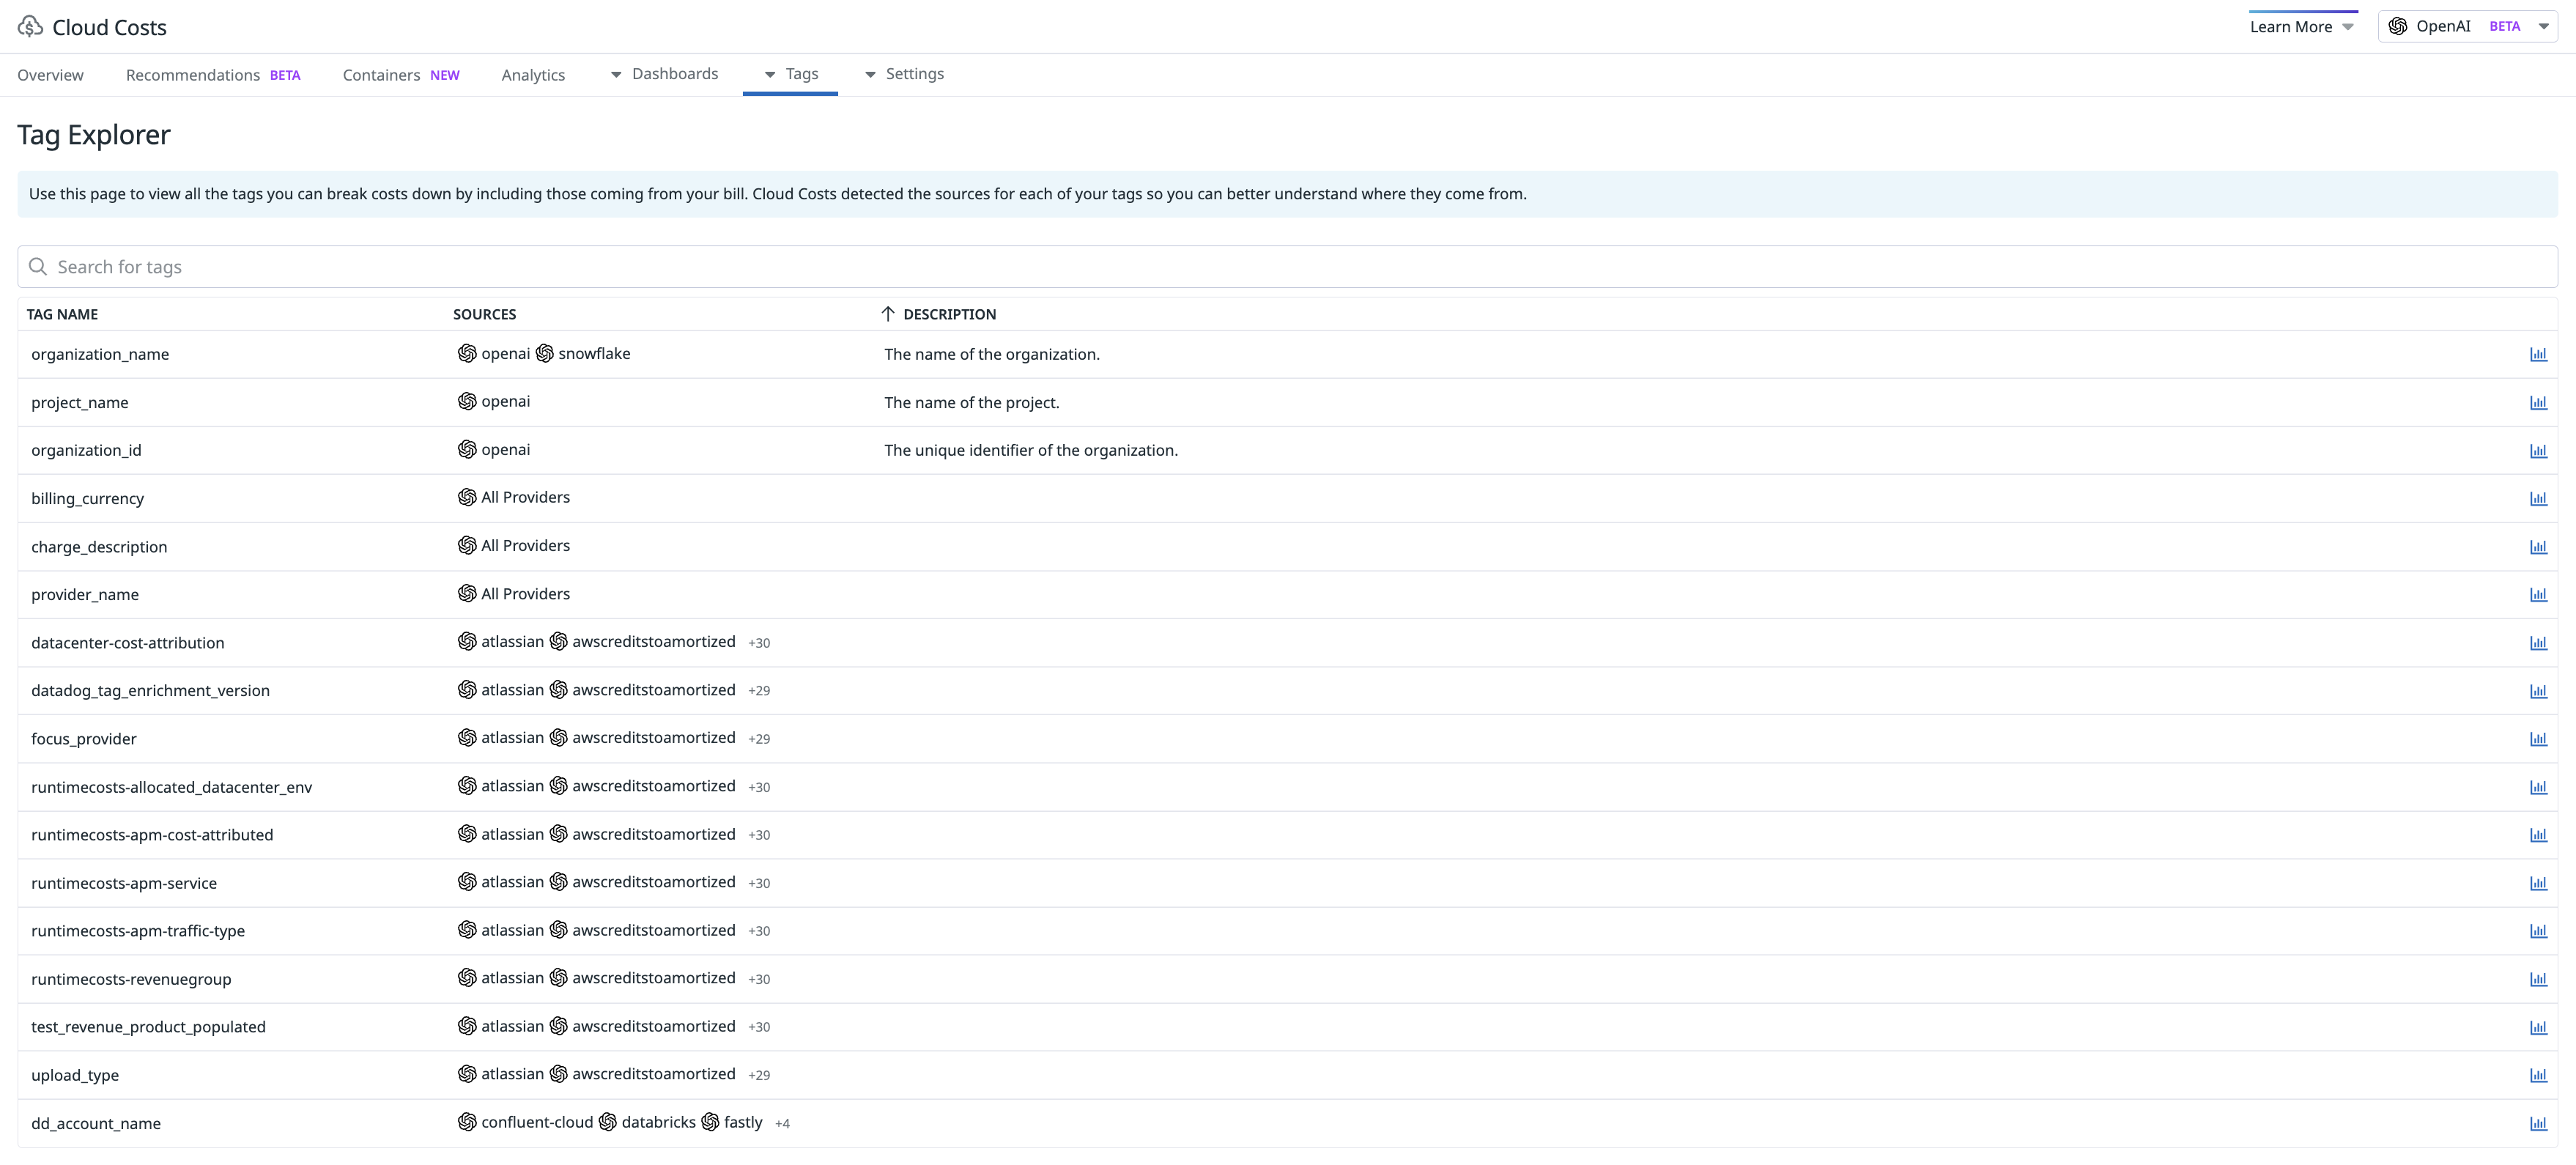 Cloud Costs
Learn More
OpenAI BETA
Overview Recommendations BETA Containers NEW Analytics Dashboards Tags Settings
Tag Explorer
Use this page to view all the tags you can break costs down by including those coming from your bill. Cloud Costs detected the sources for each of your tags so you can better understand where they come from.
Search for tags
TAG NAME SOURCES DESCRIPTION
organization_name openai snowflake The name of the organization.
project_name openai The name of the project.
organization_id openai The unique identifier of the organization.
billing_currency All Providers
charge_description All Providers
provider_name All Providers
datacenter-cost-attribution atlassian awscreditstoamortized +30
datadog_tag_enrichment_version atlassian awscreditstoamortized +29
focus_provider atlassian awscreditstoamortized +29
runtimecosts-allocated_datacenter_env atlassian awscreditstoamortized +30
runtimecosts-apm-cost-attributed atlassian awscreditstoamortized +30
runtimecosts-apm-service atlassian awscreditstoamortized +30
runtimecosts-apm-traffic-type atlassian awscreditstoamortized +30
runtimecosts-revenuegroup atlassian awscreditstoamortized +30
test_revenue_product_populated atlassian awscreditstoamortized +30
upload_type atlassian awscreditstoamortized +29
dd_account_name confluent-cloud databricks fastly +4